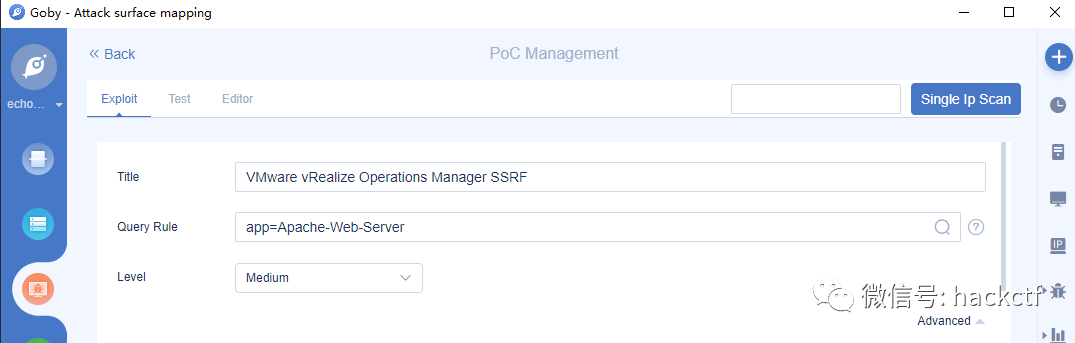 Goby - Attack surface mapping
« Back
PoC Management
echo...
Exploit Test Editor
Single Ip Scan
Title
VMware vRealize Operations Manager SSRF
Query Rule
app=Apache-Web-Server
?
Level
Medium
IP
微信号: hackctf
Advanced